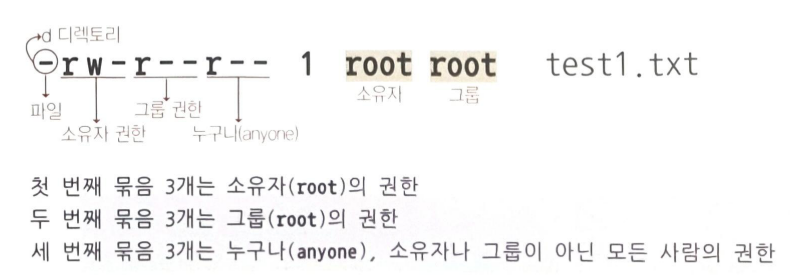 d 디렉토리
-rw-r--r-- 1 root root test1.txt
소유자 그룹
파일 그룹 권한
소유자 권한 누구나(anyone)
첫 번째 묶음 3개는 소유자(root)의 권한
두 번째 묶음 3개는 그룹(root)의 권한
세 번째 묶음 3개는 누구나(anyone), 소유자나 그룹이 아닌 모든 사람의 권한